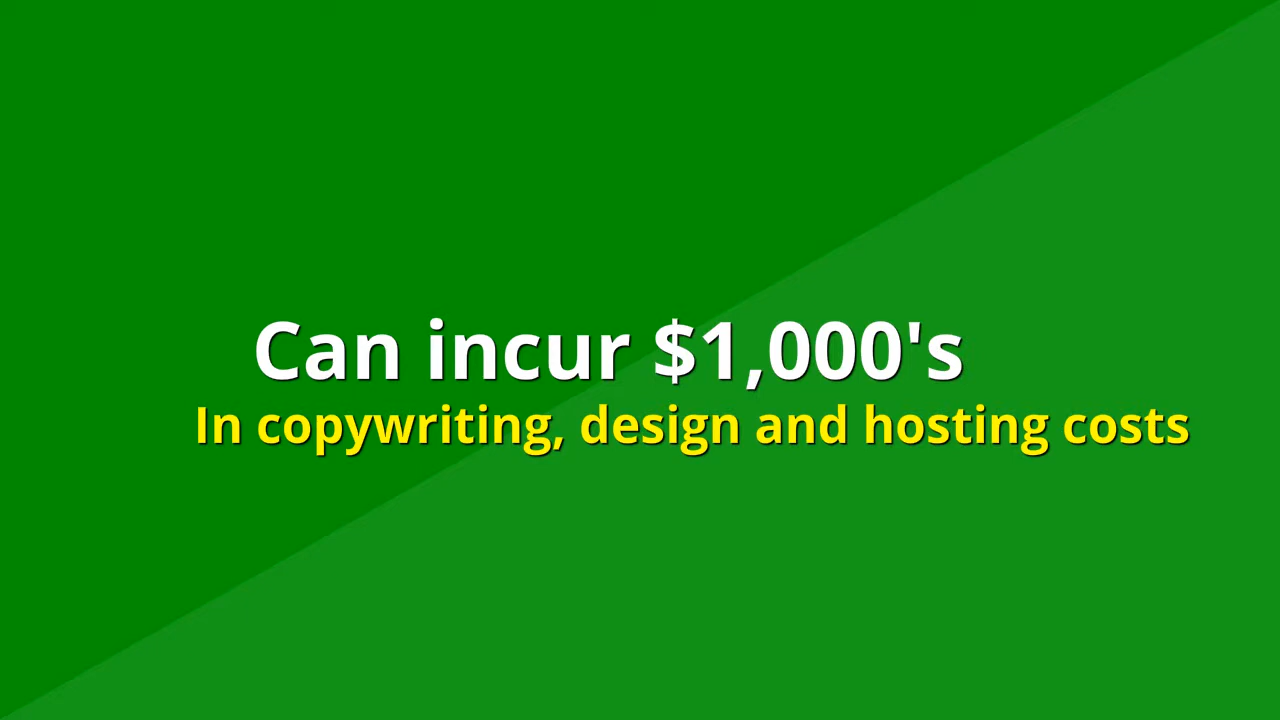 Can incur $1,000's
In copywriting, design and hosting costs